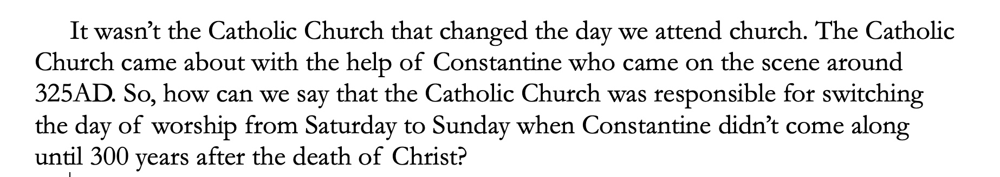 It wasn’t the Catholic Church that changed the day we attend church. The Catholic
Church came about with the help of Constantine who came on the scene around
325AD. So, how can we say that the Catholic Church was responsible for switching
the day of worship from Saturday to Sunday when Constantine didn’t come along
until 300 years after the death of Christ?